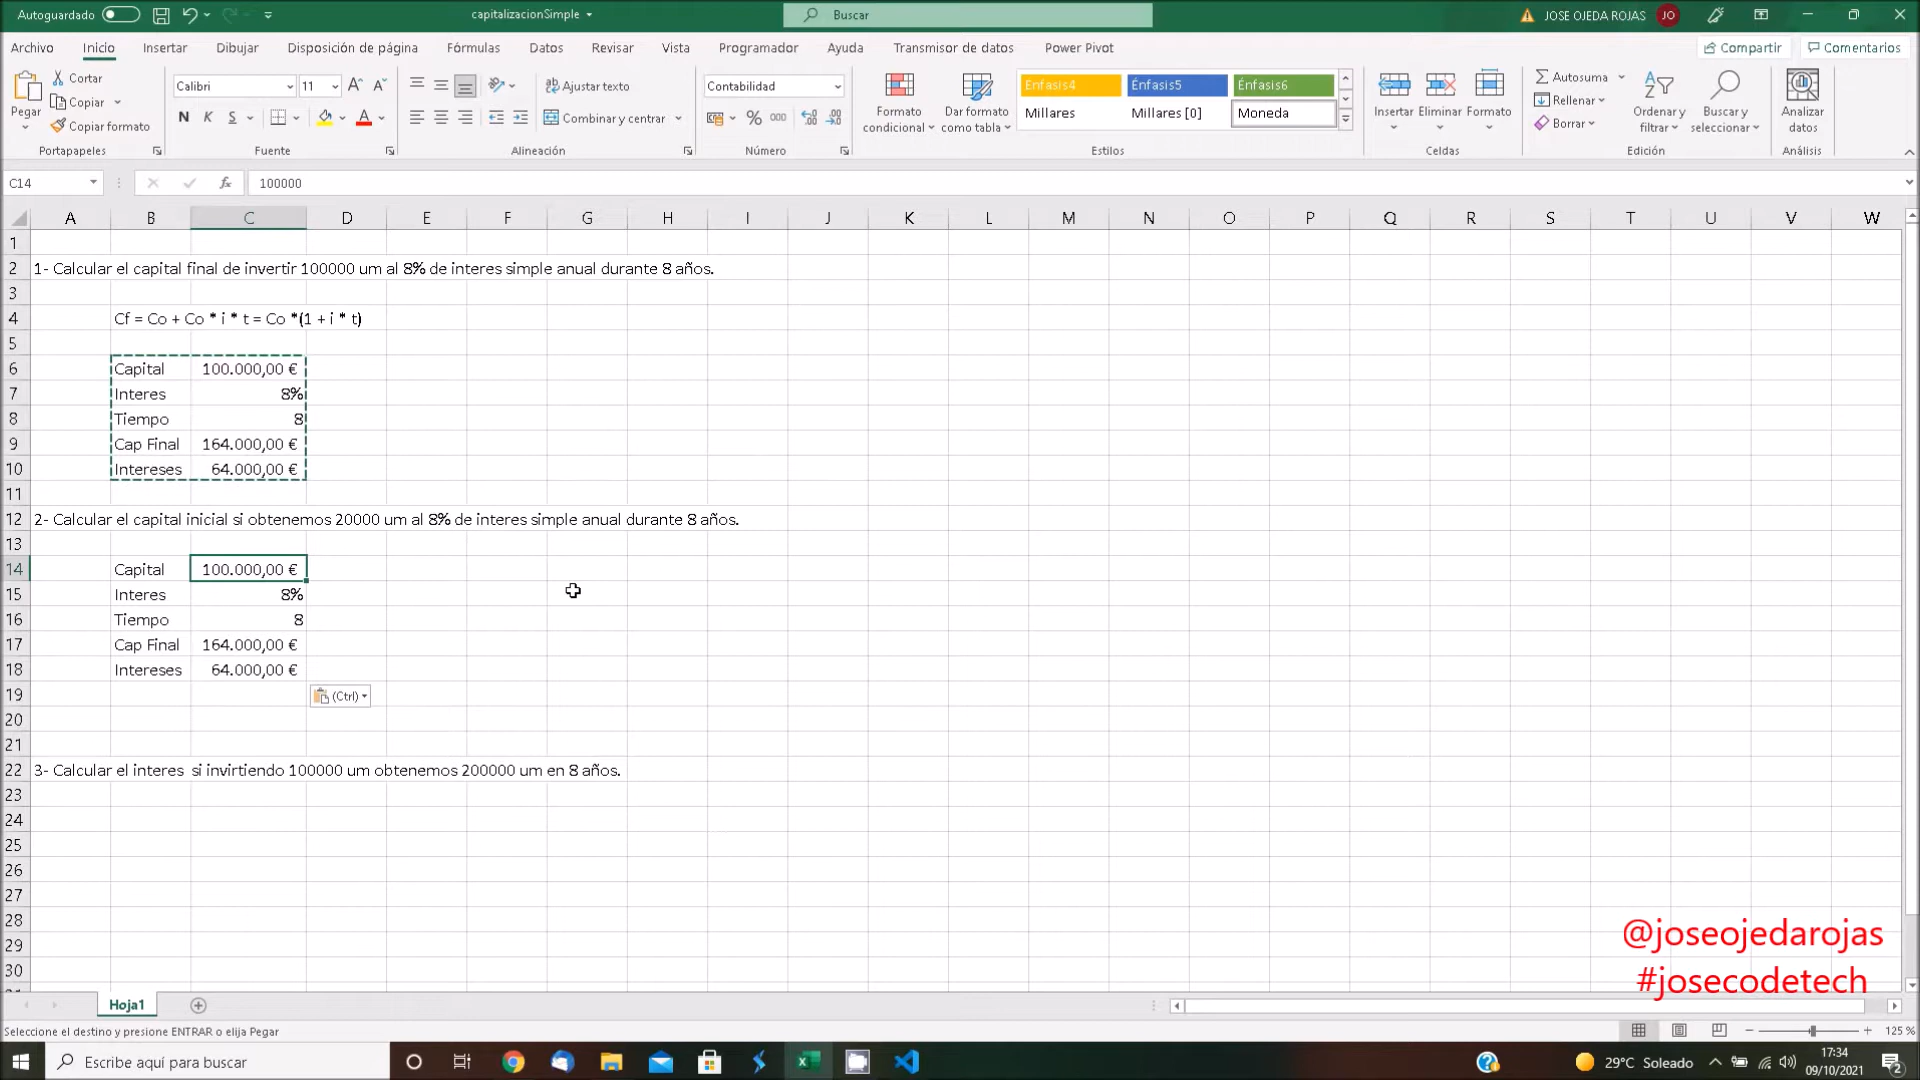 Autoguardado
capitalizacionSimple
Buscar
JOSE OJEDA ROJAS
JO
Archivo
Inicio
Insertar
Dibujar
Disposición de página
Fórmulas
Datos
Revisar
Vista
Programador
Ayuda
Transmisor de datos
Power Pivot
Compartir
Comentarios
Pegar
Cortar
Copiar
Copiar formato
Portapapeles
Calibri
11
N K S
Fuente
Ajustar texto
Combinar y centrar
Alineación
Contabilidad
% 000
Número
Formato condicional
Dar formato como tabla
Énfasis4
Énfasis5
Énfasis6
Millares
Millares [0]
Moneda
Estilos
Insertar
Eliminar
Formato
Celdas
Autosuma
Rellenar
Borrar
Ordenar y filtrar
Buscar y seleccionar
Edición
Analizar datos
Análisis
C14
fx
100000
A B C D E F G H I J K L M N O P Q R S T U V W
1
2 1- Calcular el capital final de invertir 100000 um al 8% de interes simple anual durante 8 años.
3
4 Cf = Co + Co * i * t = Co *(1 + i * t)
5
6 Capital 100.000,00 €
7 Interes 8%
8 Tiempo 8
9 Cap Final 164.000,00 €
10 Intereses 64.000,00 €
11
12 2- Calcular el capital inicial si obtenemos 20000 um al 8% de interes simple anual durante 8 años.
13
14 Capital 100.000,00 €
15 Interes 8%
16 Tiempo 8
17 Cap Final 164.000,00 €
18 Intereses 64.000,00 €
19 (Ctrl)
20
21
22 3- Calcular el interes si invirtiendo 100000 um obtenemos 200000 um en 8 años.
23
24
25
26
27
28
29
30
@joseojedarojas
#josecodetech
Hoja1
Seleccione el destino y presione ENTRAR o elija Pegar
125 %
Escribe aquí para buscar
29°C Soleado
17:34
09/10/2021
2